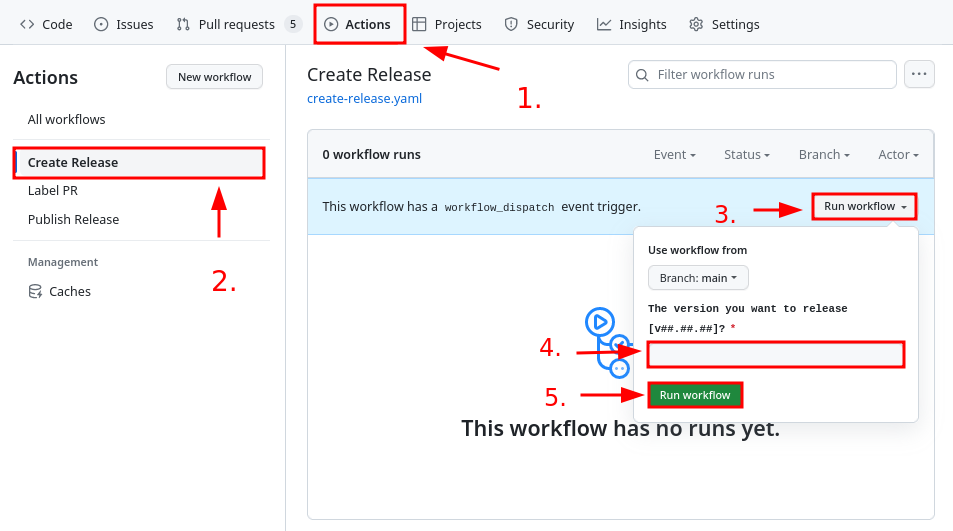 Code Issues Pull requests 5 Actions Projects Security Insights Settings
1.
Actions New workflow
All workflows
Create Release
Label PR
Publish Release
2.
Management
Caches
Create Release
create-release.yaml
Filter workflow runs
0 workflow runs Event Status Branch Actor
This workflow has a workflow_dispatch event trigger.
3. Run workflow
Use workflow from
Branch: main
The version you want to release
[v##.##.##]? *
4.
5. Run workflow
This workflow has no runs yet.